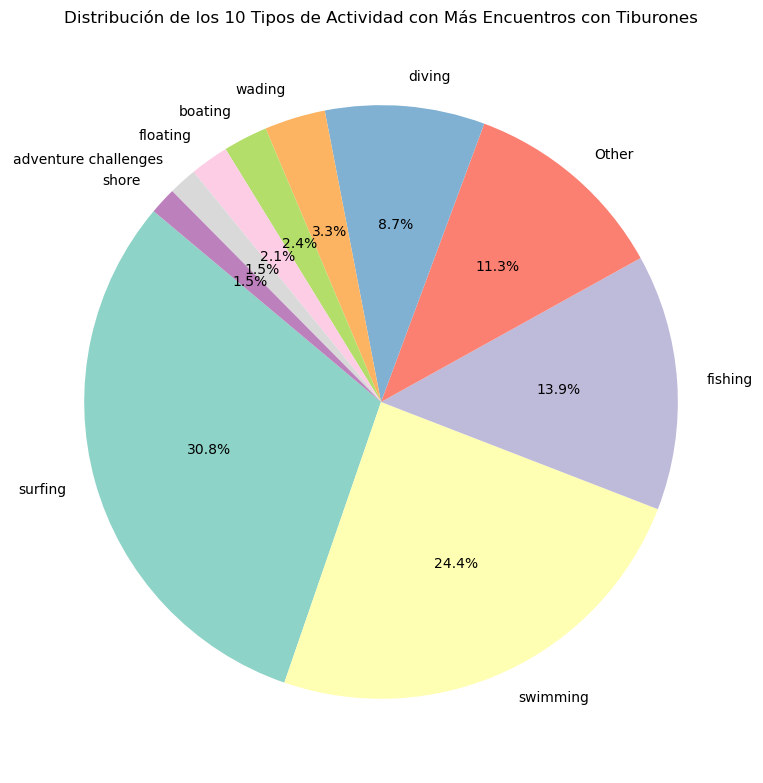 Distribución de los 10 Tipos de Actividad con Más Encuentros con Tiburones
diving
wading
boating
floating
adventure challenges
shore
Other
fishing
surfing
swimming
8.7%
3.3%
2.4%
2.1%
1.5%
1.5%
11.3%
13.9%
30.8%
24.4%